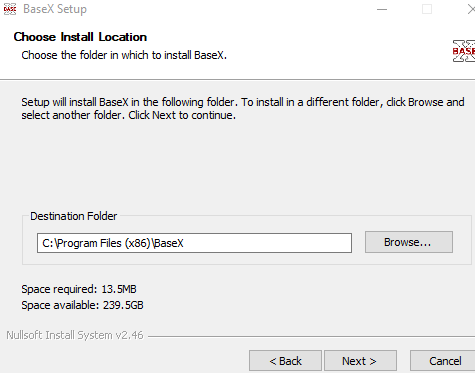 BASE X BaseX Setup
Choose Install Location
Choose the folder in which to install BaseX.
BASE
Setup will install BaseX in the following folder. To install in a different folder, click Browse and
select another folder. Click Next to continue.
Destination Folder
C:\Program Files (x86)\BaseX
Browse...
Space required: 13.5MB
Space available: 239.5GB
Nullsoft Install System v2.46
< Back
Next >
Cancel